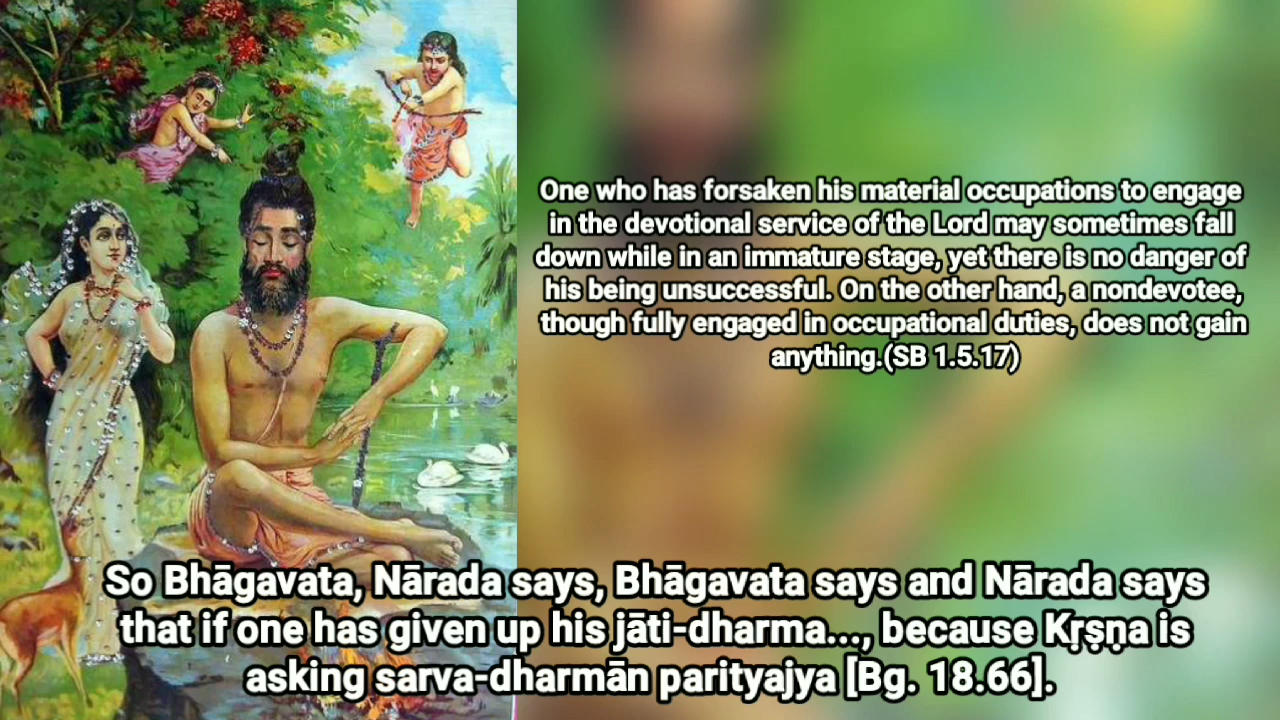 One who has forsaken his material occupations to engage
in the devotional service of the Lord may sometimes fall
down while in an immature stage, yet there is no danger of
his being unsuccessful. On the other hand, a nondevotee,
though fully engaged in occupational duties, does not gain
anything.(SB 1.5.17)
So Bhāgavata, Nārada says, Bhāgavata says and Nārada says
that if one has given up his jāti-dharma..., because Kṛṣṇa is
asking sarva-dharmān parityajya [Bg. 18.66].